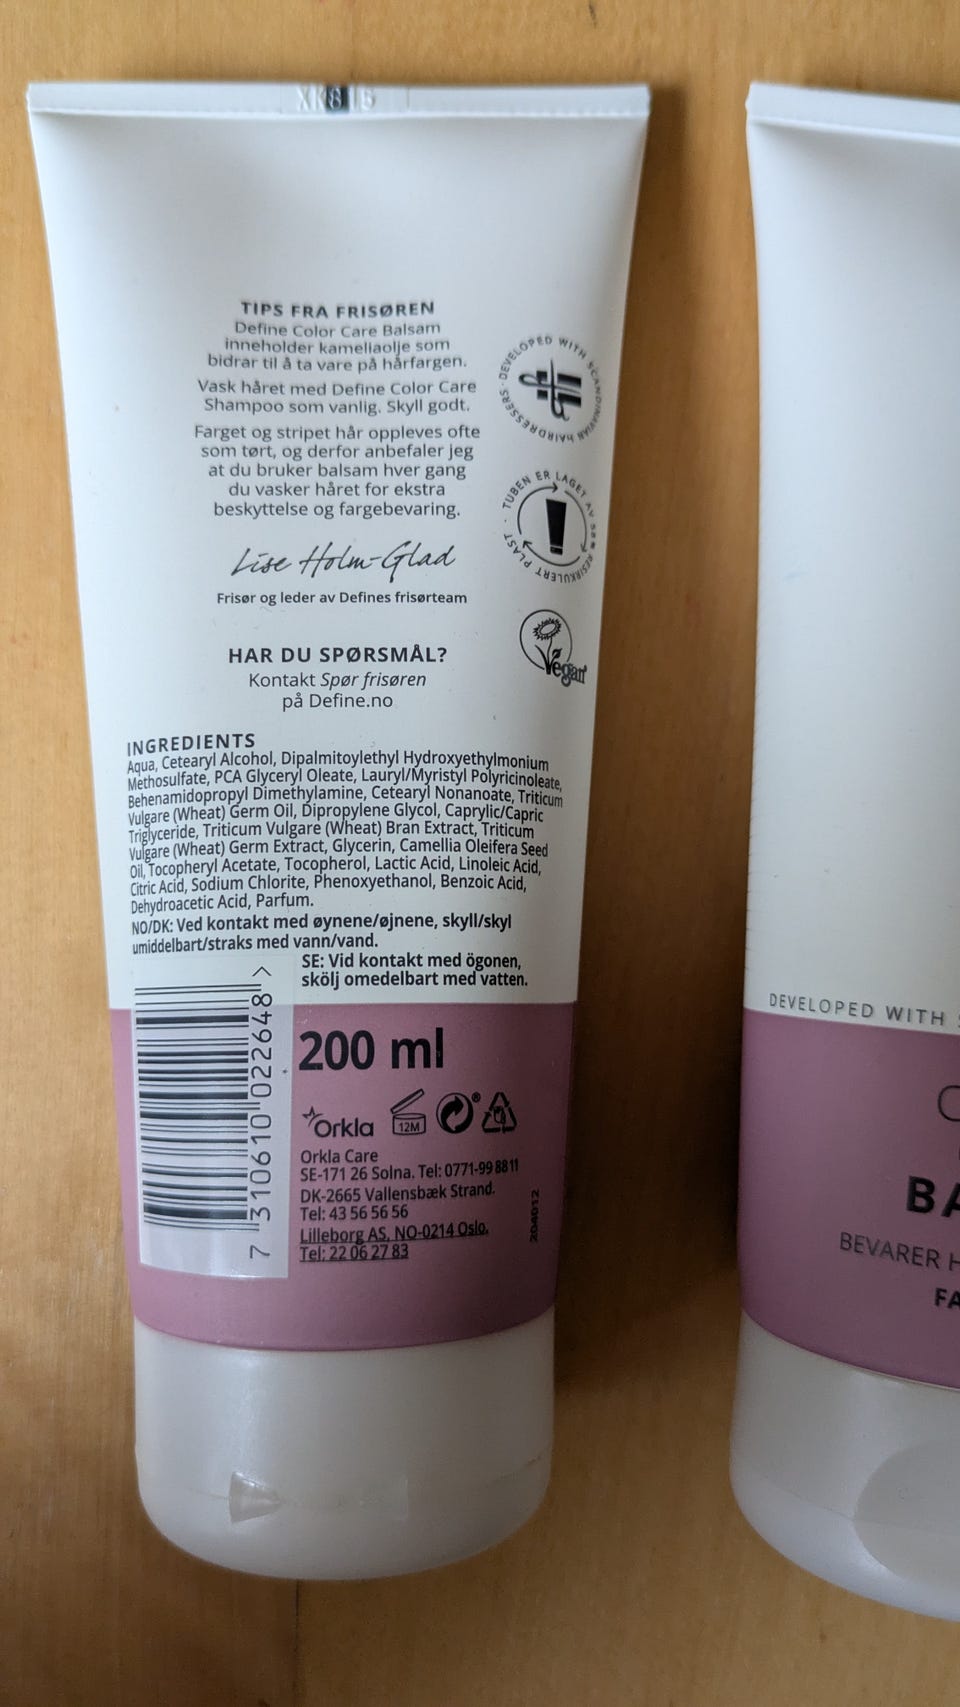 TIPS FRA FRISØREN
Define Color Care Balsam
inneholder kameliaolje som
bidrar til å ta vare på hårfargen.
Vask håret med Define Color Care
Shampoo som vanlig. Skyll godt.
Farget og stripet hår oppleves ofte
som tørt, og derfor anbefaler jeg
at du bruker balsam hver gang
du vasker håret for ekstra
beskyttelse og fargebevaring.
Lise Holm-Glad
Frisør og leder av Defines frisørteam
DEVELOPED WITH SCANDINAVIAN HAIRDRESSERS
TUBEN ER LAGET AV RESIRKULERT PLAST
Vegan
HAR DU SPØRSMÅL?
Kontakt Spør frisøren
på Define.no
INGREDIENTS
Aqua, Cetearyl Alcohol, Dipalmitoylethyl Hydroxyethylmonium
Methosulfate, PCA Glyceryl Oleate, Lauryl/Myristyl Polyricinoleate,
Behenamidopropyl Dimethylamine, Cetearyl Nonanoate, Triticum
Vulgare (Wheat) Germ Oil, Dipropylene Glycol, Caprylic/Capric
Triglyceride, Triticum Vulgare (Wheat) Bran Extract, Triticum
Vulgare (Wheat) Germ Extract, Glycerin, Camellia Oleifera Seed
Oil, Tocopheryl Acetate, Tocopherol, Lactic Acid, Linoleic Acid,
Citric Acid, Sodium Chlorite, Phenoxyethanol, Benzoic Acid,
Dehydroacetic Acid, Parfum.
NO/DK: Ved kontakt med øynene/øjnene, skyll/skyl
umiddelbart/straks med vann/vand.
SE: Vid kontakt med ögonen,
skölj omedelbart med vatten.
7 310610 022648 >
200 ml
Orkla
12M
Orkla Care
SE-171 26 Solna. Tel: 0771-99 8811
DK-2665 Vallensbæk Strand.
Tel: 43 56 56 56
Lilleborg AS, NO-0214 Oslo.
Tel: 22 06 27 83
204012
DEVELOPED WITH
BA
BEVARER H
FA